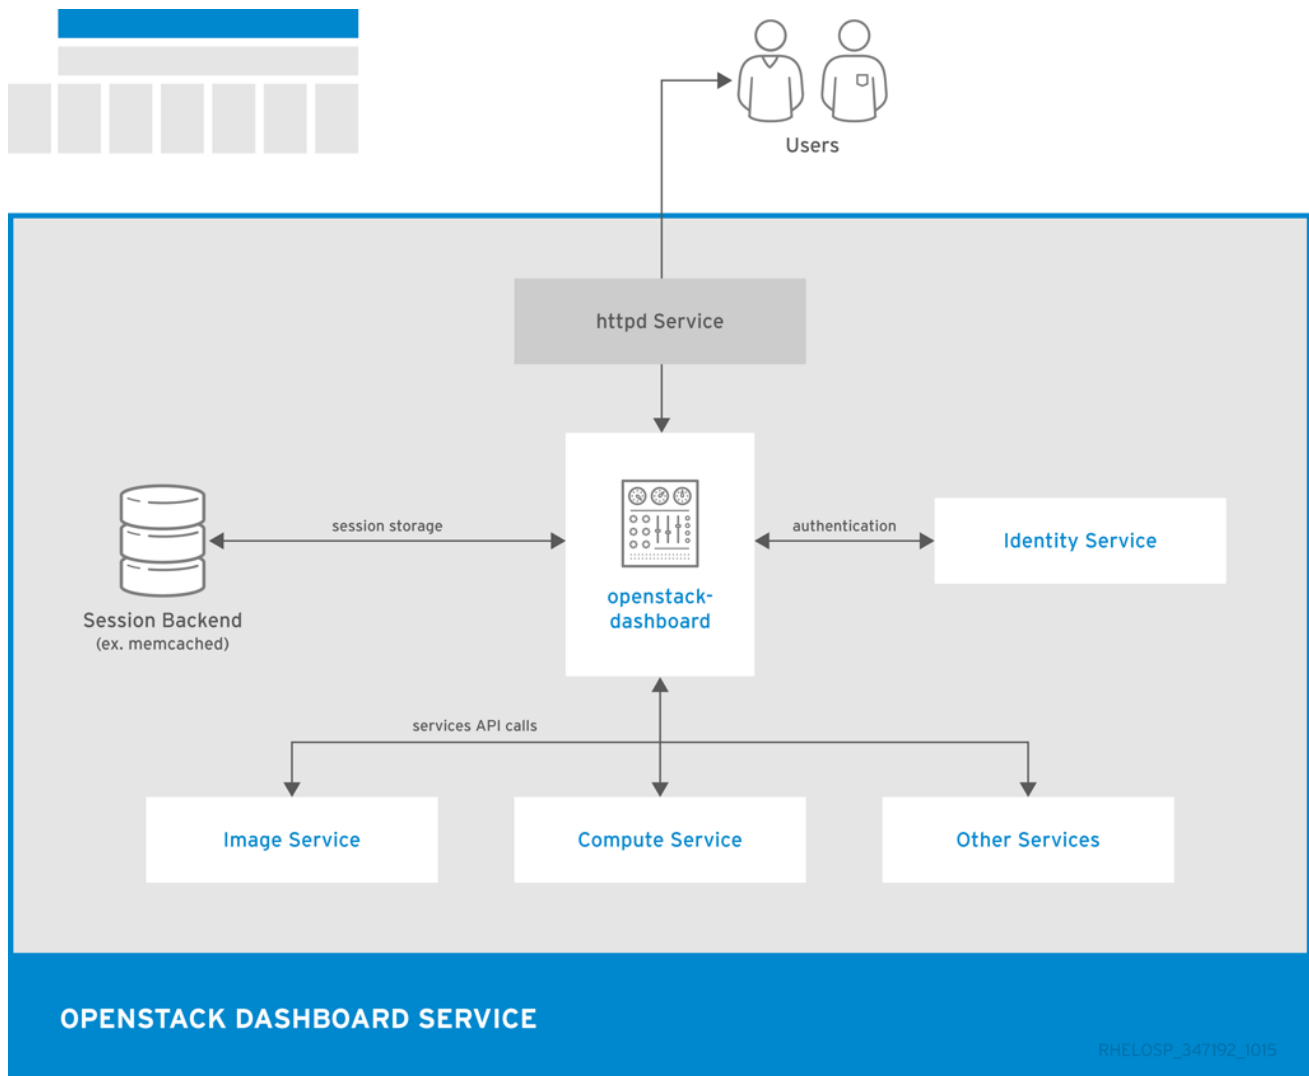 Users
httpd Service
session storage
authentication
Identity Service
openstack-
dashboard
Session Backend
(ex. memcached)
services API calls
Image Service
Compute Service
Other Services
OPENSTACK DASHBOARD SERVICE
RHELOSP_347192_1015